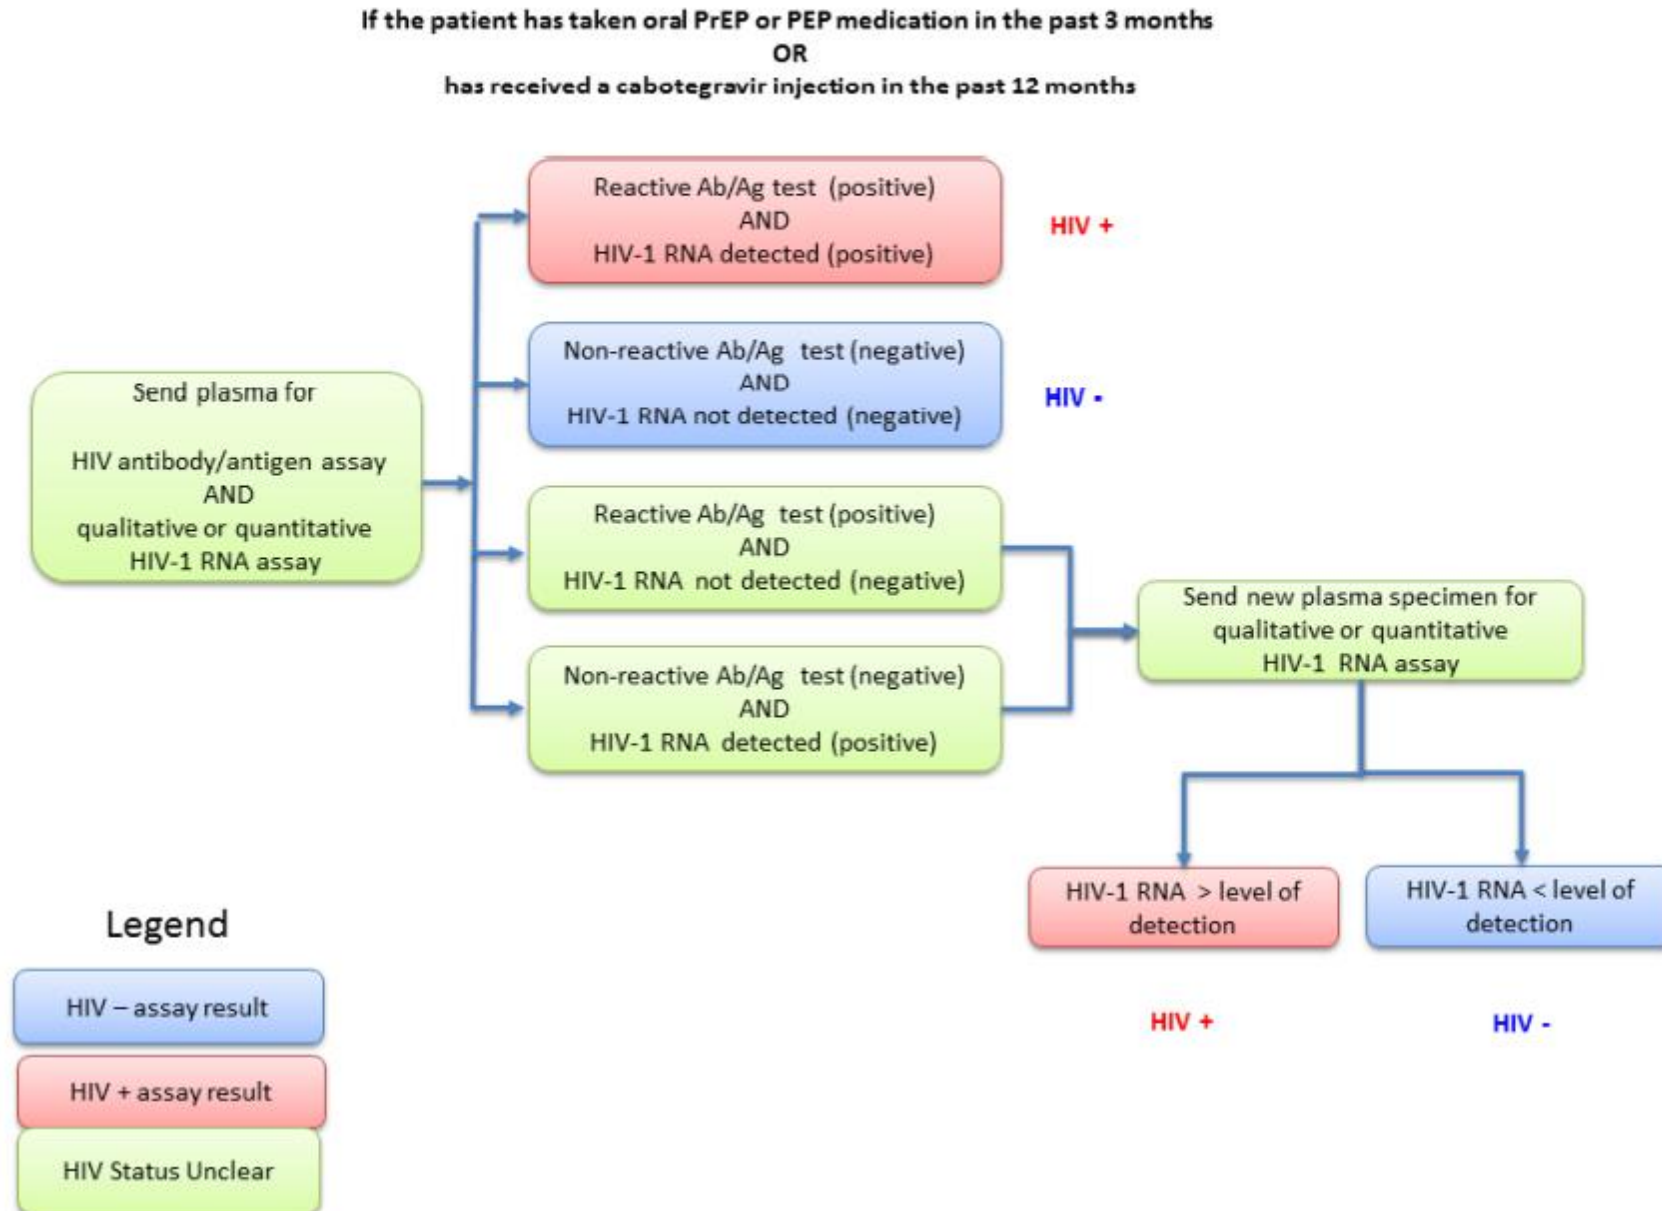 If the patient has taken oral PrEP or PEP medication in the past 3 months
OR
has received a cabotegravir injection in the past 12 months
Send plasma for
HIV antibody/antigen assay
AND
qualitative or quantitative
HIV-1 RNA assay
Reactive Ab/Ag test (positive)
AND
HIV-1 RNA detected (positive)
HIV +
Non-reactive Ab/Ag test (negative)
AND
HIV-1 RNA not detected (negative)
HIV -
Reactive Ab/Ag test (positive)
AND
HIV-1 RNA not detected (negative)
Non-reactive Ab/Ag test (negative)
AND
HIV-1 RNA detected (positive)
Send new plasma specimen for
qualitative or quantitative
HIV-1 RNA assay
HIV-1 RNA > level of
detection
HIV +
HIV-1 RNA < level of
detection
HIV -
Legend
HIV – assay result
HIV + assay result
HIV Status Unclear